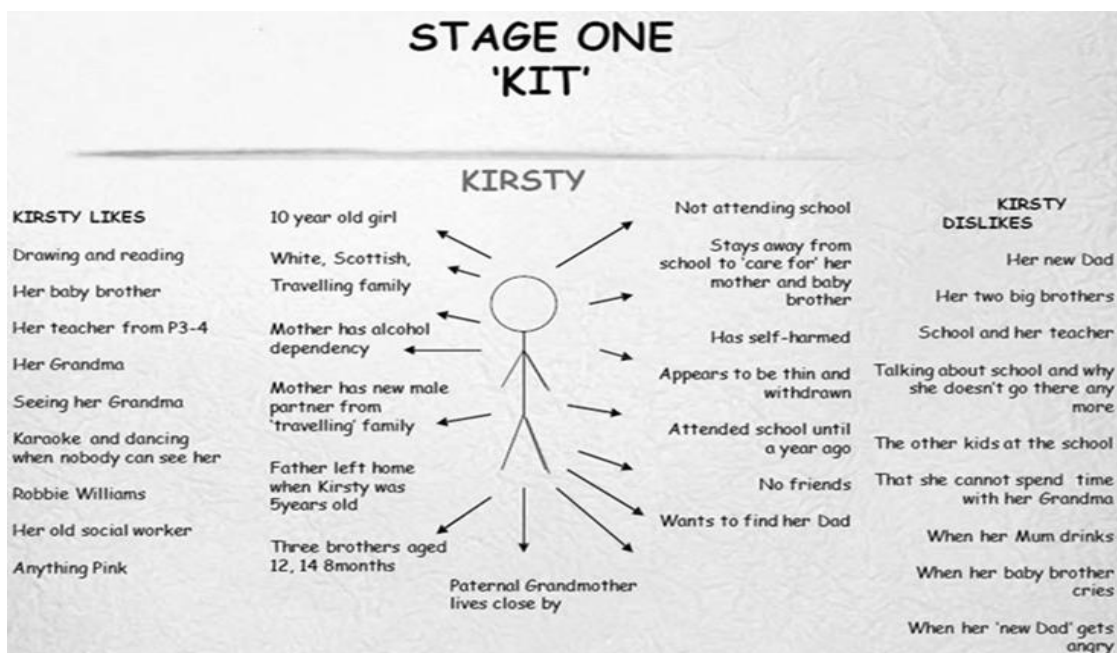 STAGE ONE
'KIT'
KIRSTY
KIRSTY LIKES
Drawing and reading
Her baby brother
Her teacher from P3-4
Her Grandma
Seeing her Grandma
Karaoke and dancing
when nobody can see her
Robbie Williams
Her old social worker
Anything Pink
10 year old girl
White, Scottish,
Travelling family
Mother has alcohol
dependency
Mother has new male
partner from
'travelling' family
Father left home
when Kirsty was
5years old
Three brothers aged
12, 14 8months
Paternal Grandmother
lives close by
Not attending school
Stays away from
school to 'care for' her
mother and baby
brother
Has self-harmed
Appears to be thin and
withdrawn
Attended school until
a year ago
No friends
Wants to find her Dad
KIRSTY
DISLIKES
Her new Dad
Her two big brothers
School and her teacher
Talking about school and why
she doesn't go there any
more
The other kids at the school
That she cannot spend time
with her Grandma
When her Mum drinks
When her baby brother
cries
When her 'new Dad' gets
angry